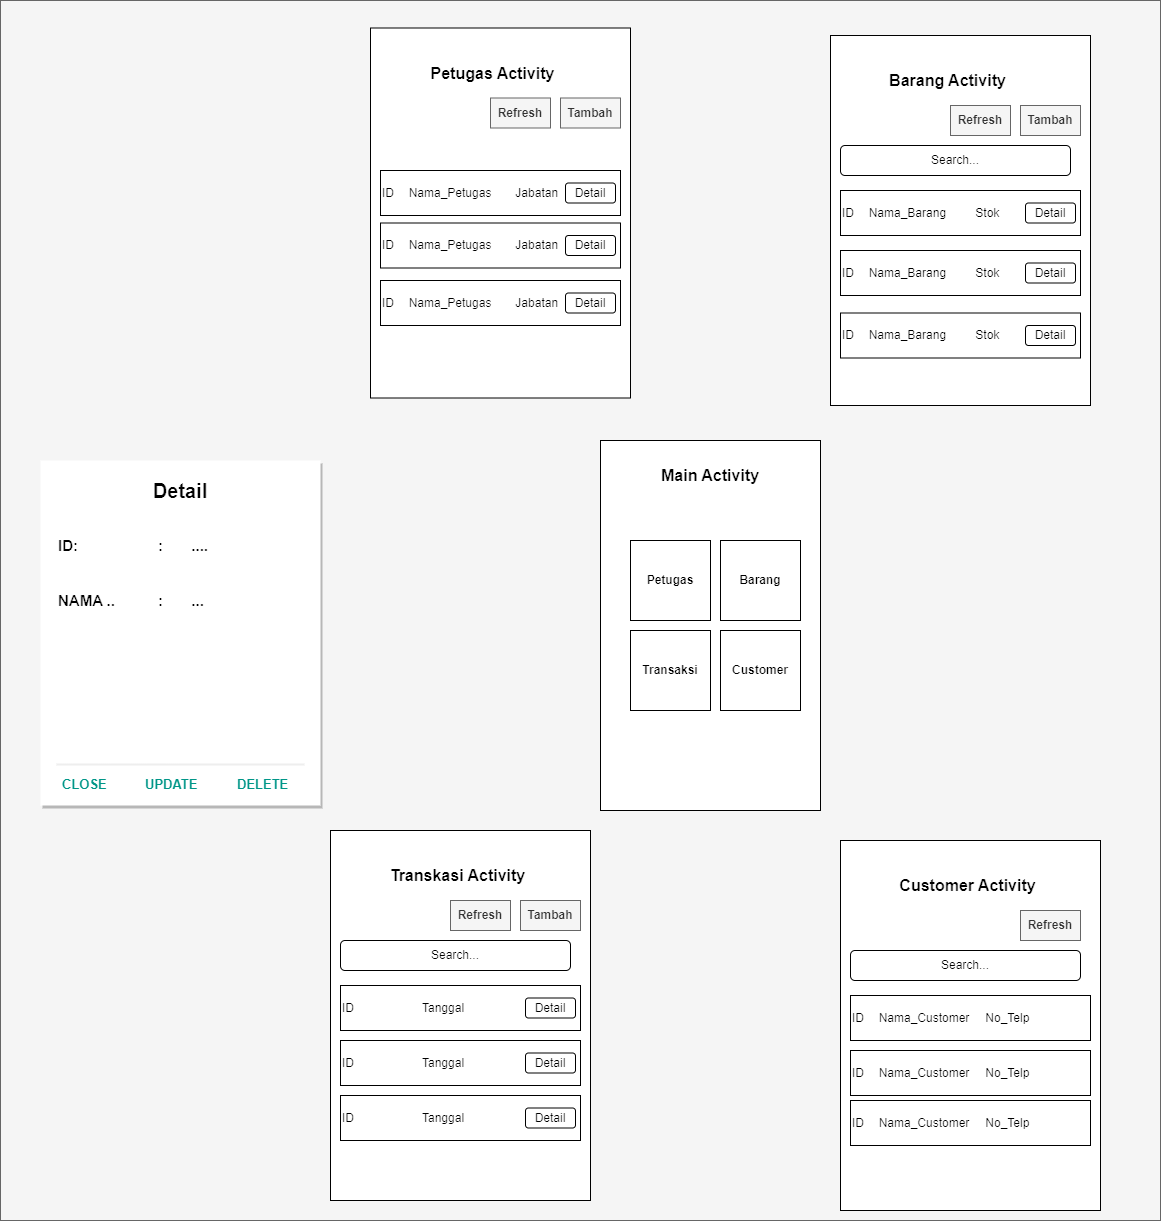 Petugas Activity
Refresh Tambah
ID Nama_Petugas Jabatan Detail
ID Nama_Petugas Jabatan Detail
ID Nama_Petugas Jabatan Detail
Barang Activity
Refresh Tambah
Search...
ID Nama_Barang Stok Detail
ID Nama_Barang Stok Detail
ID Nama_Barang Stok Detail
Detail
ID: : ....
NAMA .. : ...
CLOSE UPDATE DELETE
Main Activity
Petugas Barang
Transaksi Customer
Transkasi Activity
Refresh Tambah
Search...
ID Tanggal Detail
ID Tanggal Detail
ID Tanggal Detail
Customer Activity
Refresh
Search...
ID Nama_Customer No_Telp
ID Nama_Customer No_Telp
ID Nama_Customer No_Telp